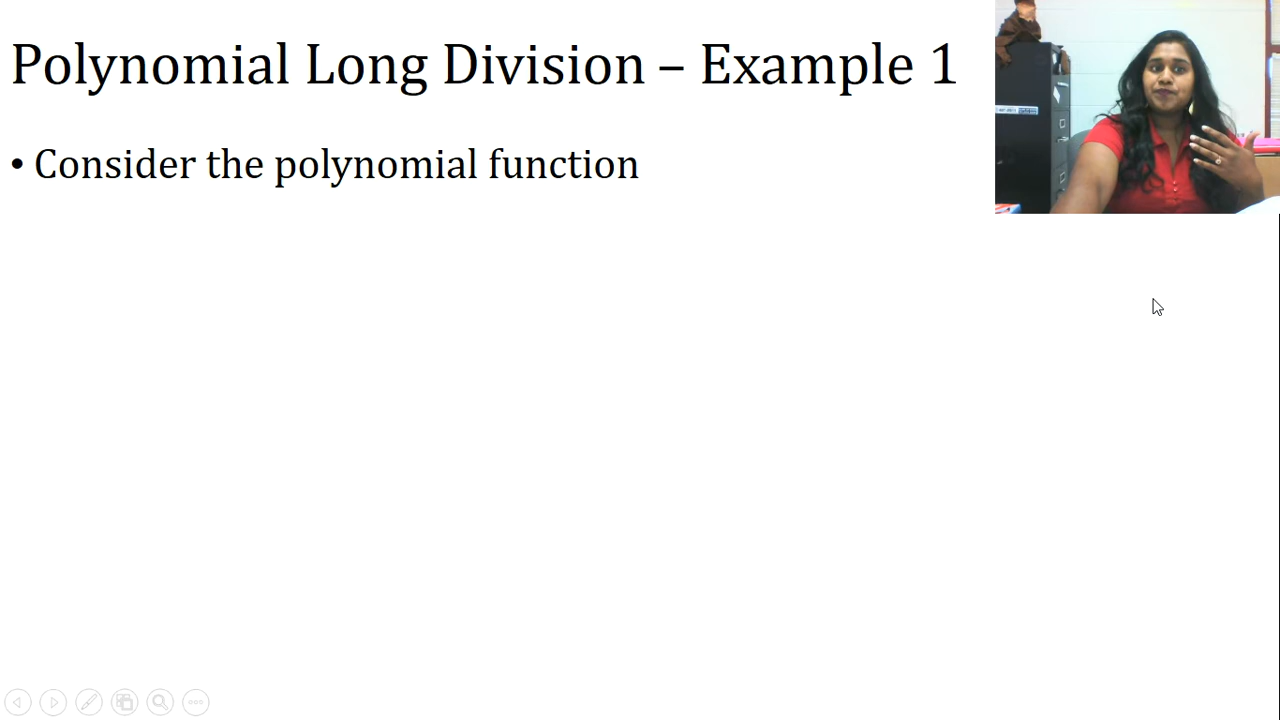 Polynomial Long Division – Example 1
• Consider the polynomial function